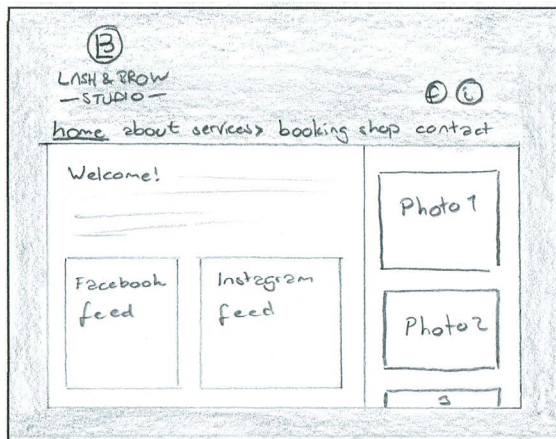 LB
LASH & BROW
— STUDIO —
f i
home about services > booking shop contact
Welcome!
Facebook
feed
Instagram
feed
Photo 1
Photo 2
3